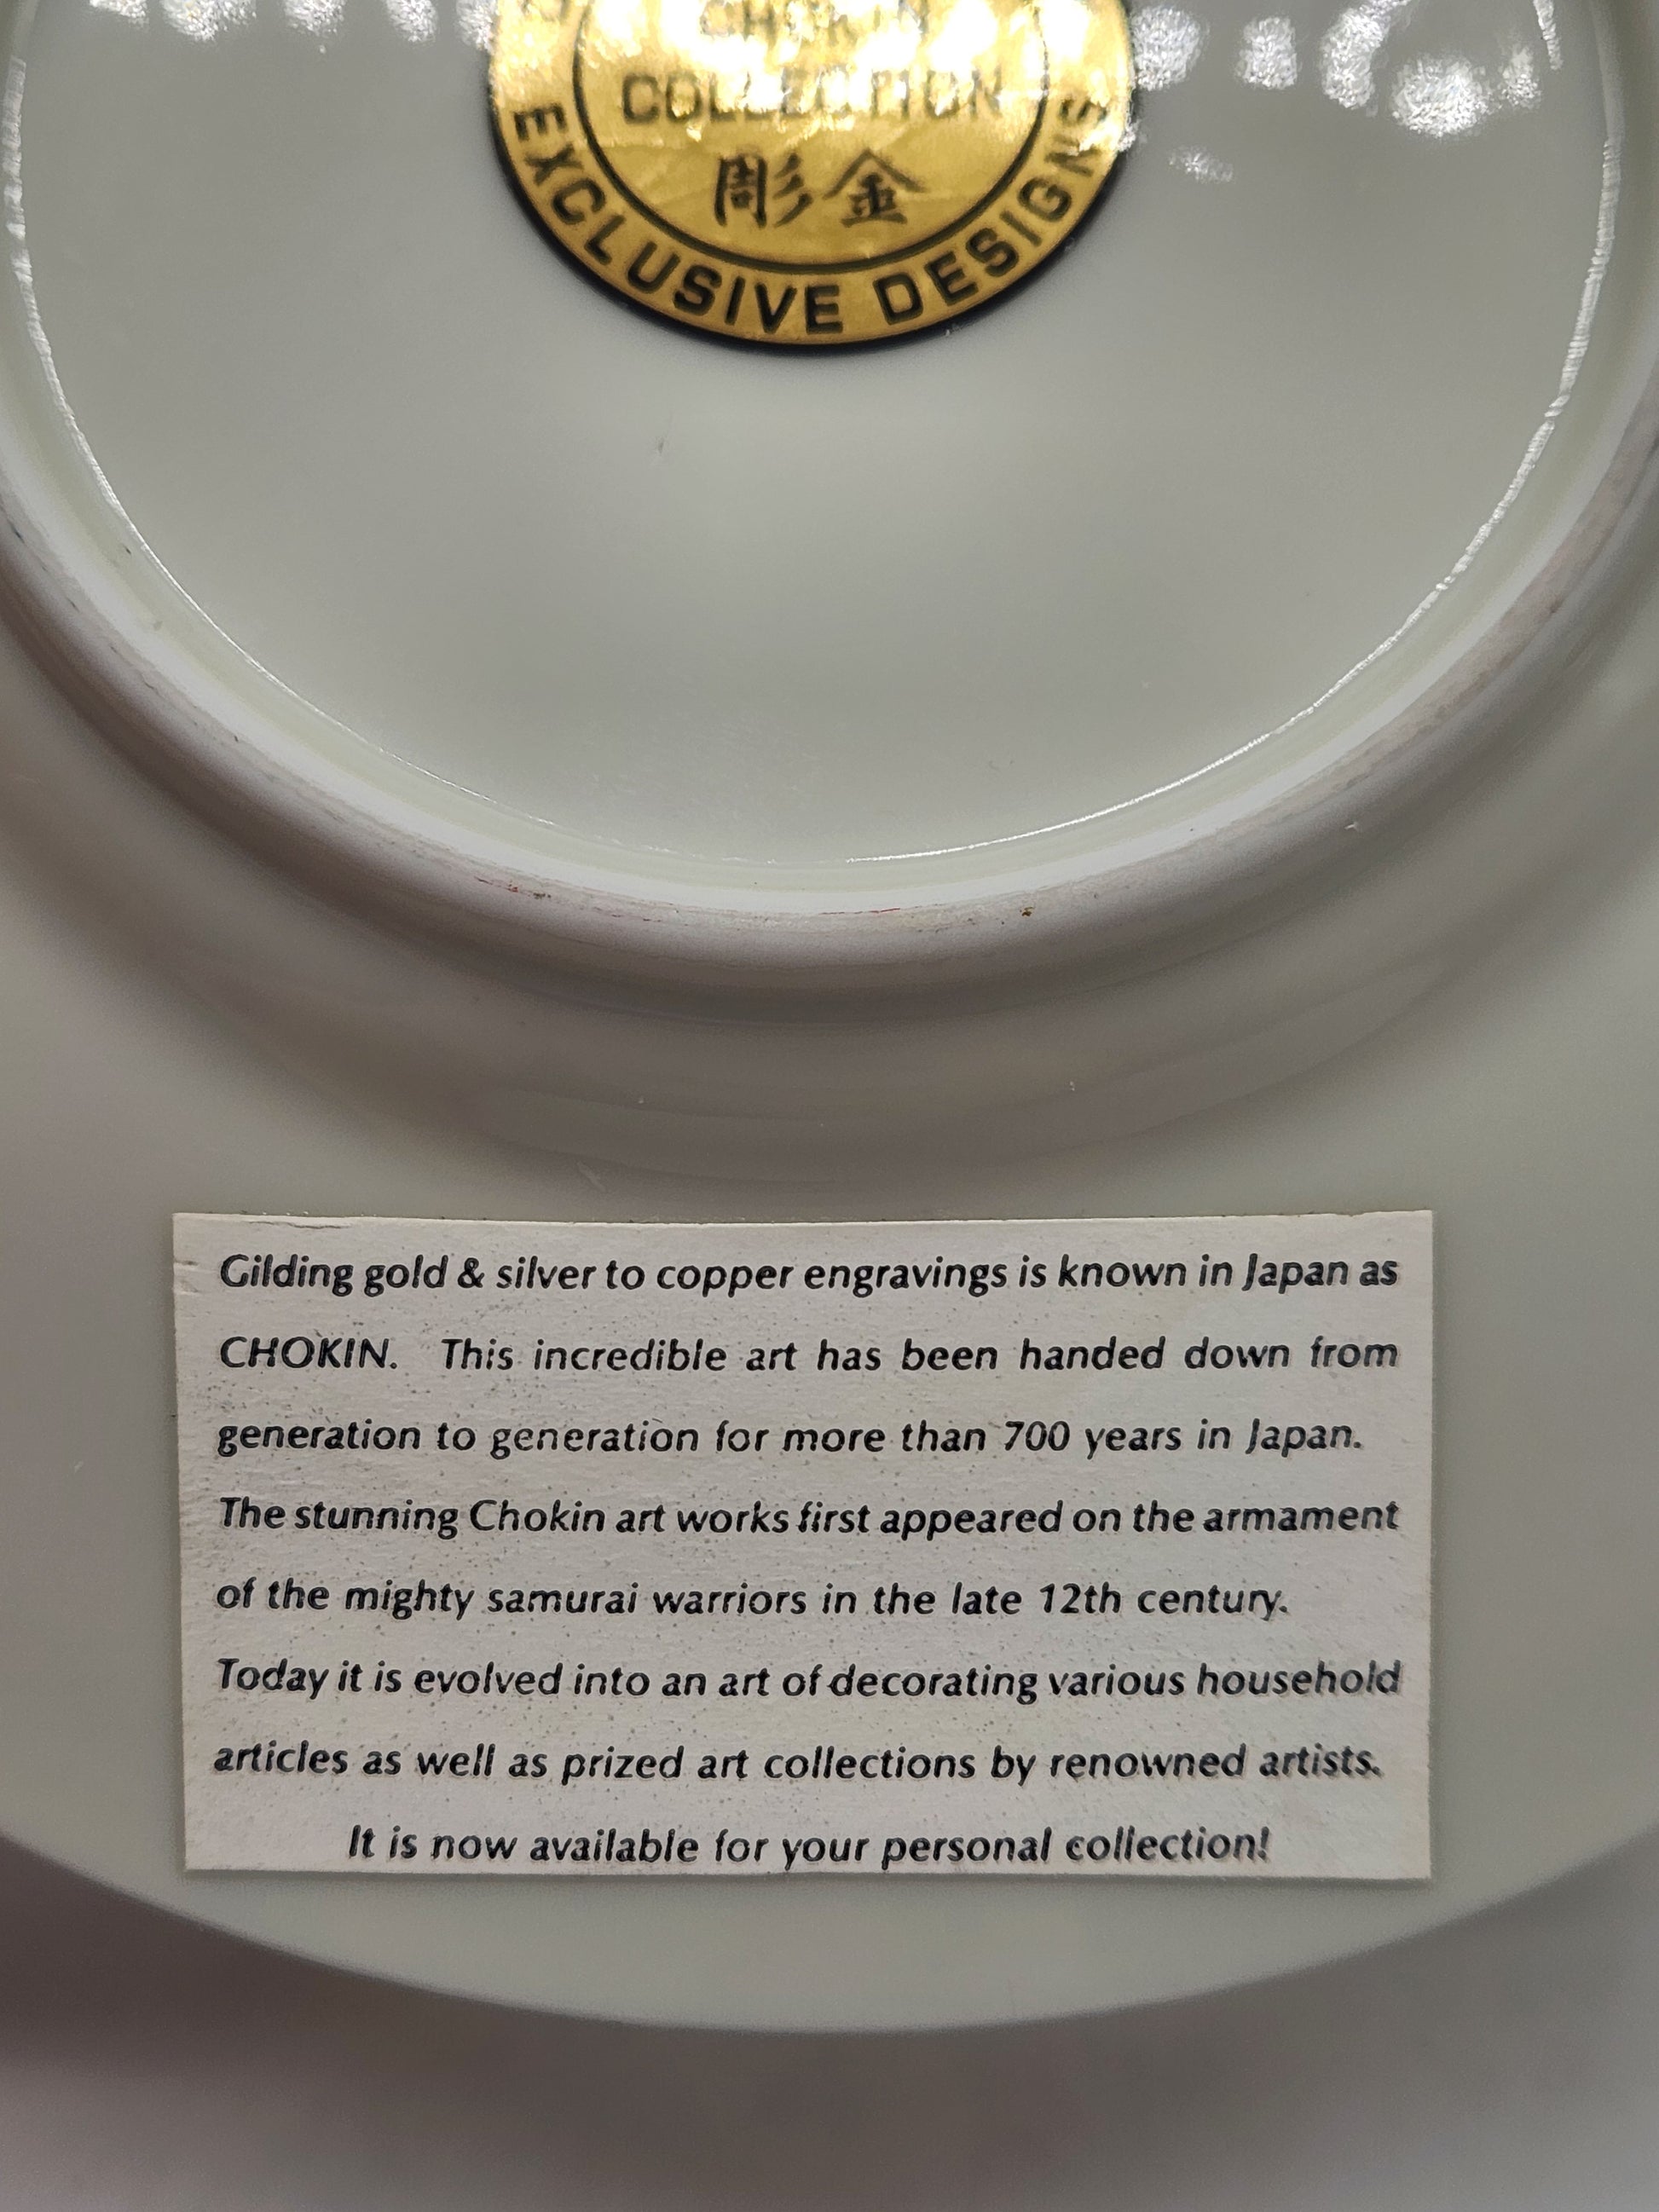 CHOKIN
COLLECTION
彫金
EXCLUSIVE DESIGNS
Gilding gold & silver to copper engravings is known in Japan as
CHOKIN. This incredible art has been handed down from
generation to generation for more than 700 years in Japan.
The stunning Chokin art works first appeared on the armament
of the mighty samurai warriors in the late 12th century.
Today it is evolved into an art of decorating various household
articles as well as prized art collections by renowned artists.
It is now available for your personal collection!